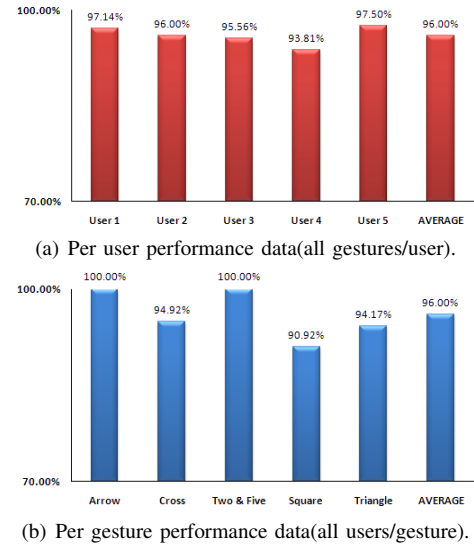 100.00%
97.14% 96.00% 95.56% 93.81% 97.50% 96.00%
70.00%
User 1 User 2 User 3 User 4 User 5 AVERAGE
(a) Per user performance data(all gestures/user).
100.00% 100.00%
100.00%
94.92% 90.92% 94.17% 96.00%
70.00%
Arrow Cross Two & Five Square Triangle AVERAGE
(b) Per gesture performance data(all users/gesture).